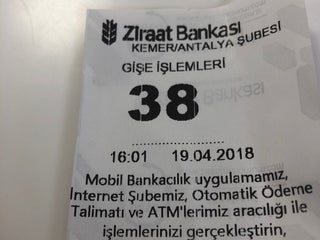 Ziraat Bankası
KEMER/ANTALYA ŞUBESİ
GİŞE İŞLEMLERİ
38
16:01 19.04.2018
Mobil Bankacılık uygulamamız,
İnternet Şubemiz, Otomatik Ödeme
Talimatı ve ATM'lerimiz aracılığı ile
işlemlerinizi gerçekleştirin,